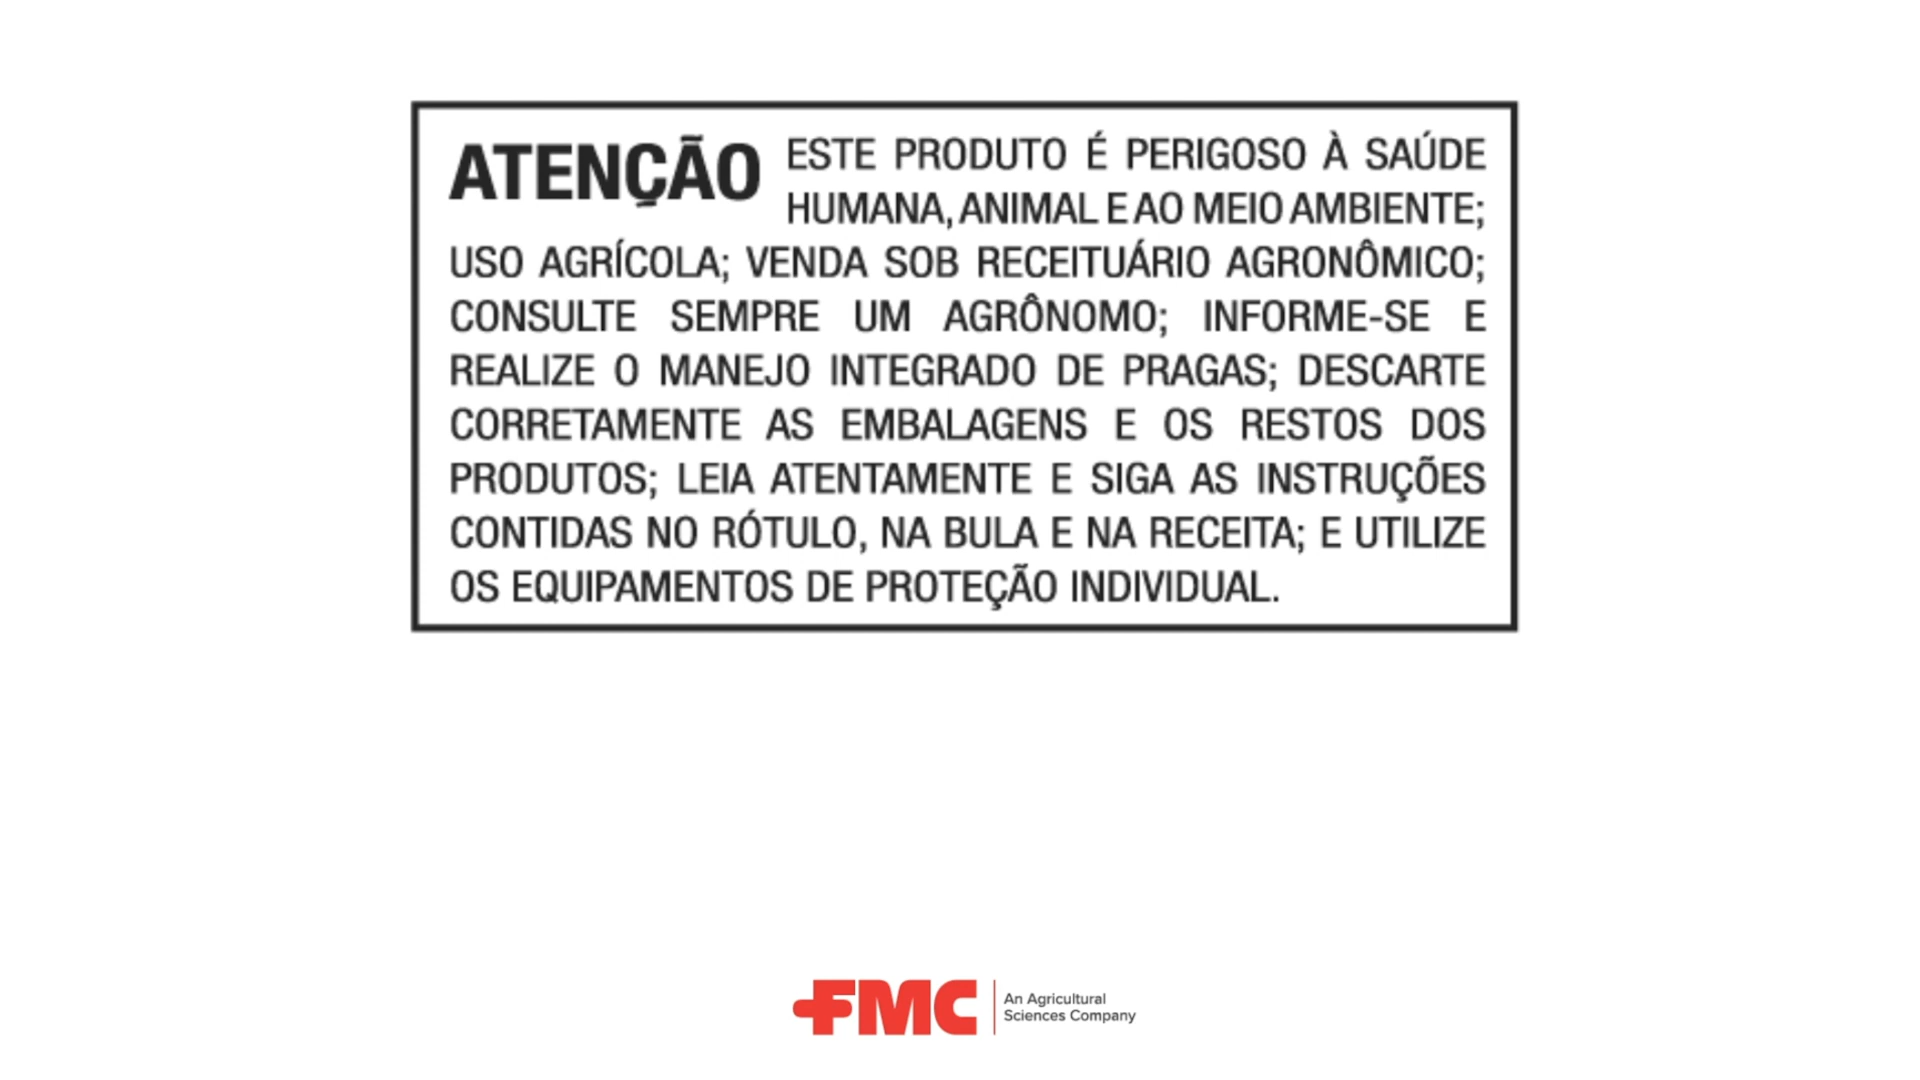 ATENÇÃO ESTE PRODUTO É PERIGOSO À SAÚDE
HUMANA, ANIMAL E AO MEIO AMBIENTE;
USO AGRÍCOLA; VENDA SOB RECEITUÁRIO AGRONÔMICO;
CONSULTE SEMPRE UM AGRÔNOMO; INFORME-SE E
REALIZE O MANEJO INTEGRADO DE PRAGAS; DESCARTE
CORRETAMENTE AS EMBALAGENS E OS RESTOS DOS
PRODUTOS; LEIA ATENTAMENTE E SIGA AS INSTRUÇÕES
CONTIDAS NO RÓTULO, NA BULA E NA RECEITA; E UTILIZE
OS EQUIPAMENTOS DE PROTEÇÃO INDIVIDUAL.
FMC
An Agricultural
Sciences Company